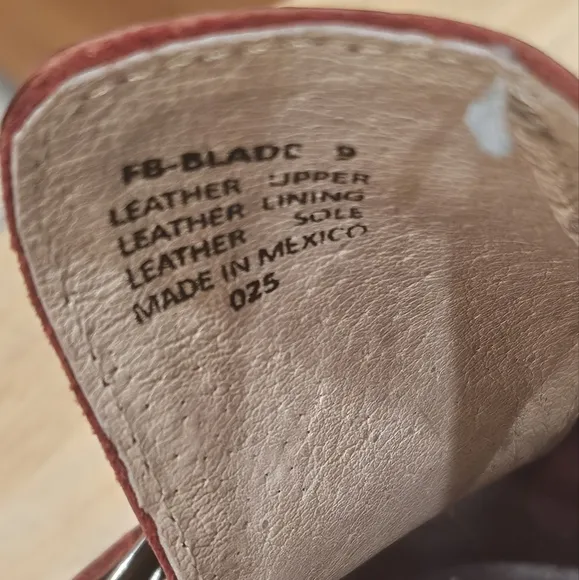 FB-BLADE 9
LEATHER UPPER
LEATHER LINING
LEATHER SOLE
MADE IN MEXICO
025